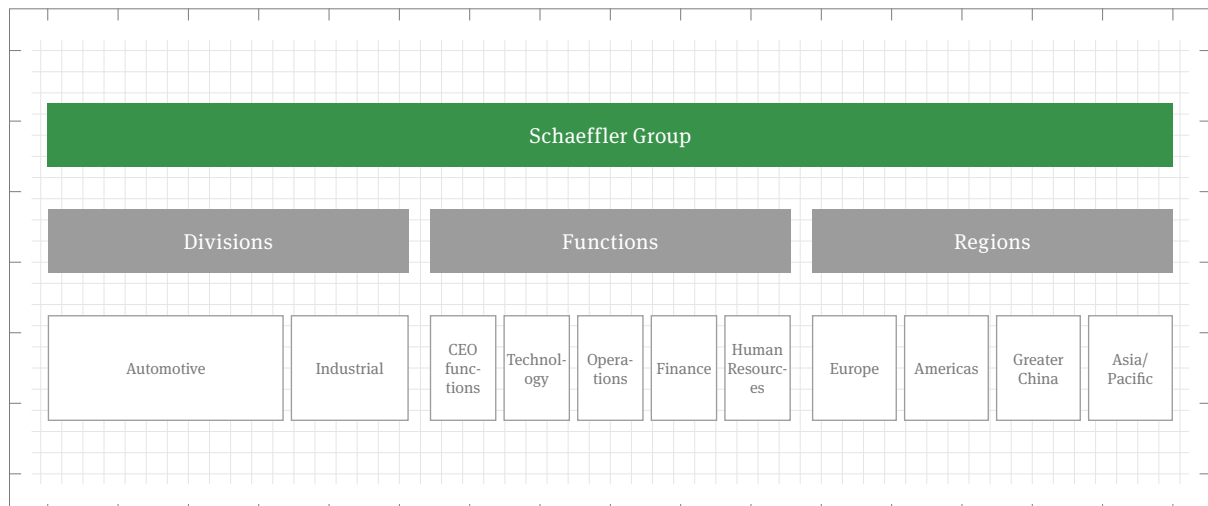 Schaeffler Group
Divisions
Functions
Regions
Automotive
Industrial
CEO
func-
tions
Technol-
ogy
Opera-
tions
Finance
Human
Resourc-
es
Europe
Americas
Greater
China
Asia/
Pacific